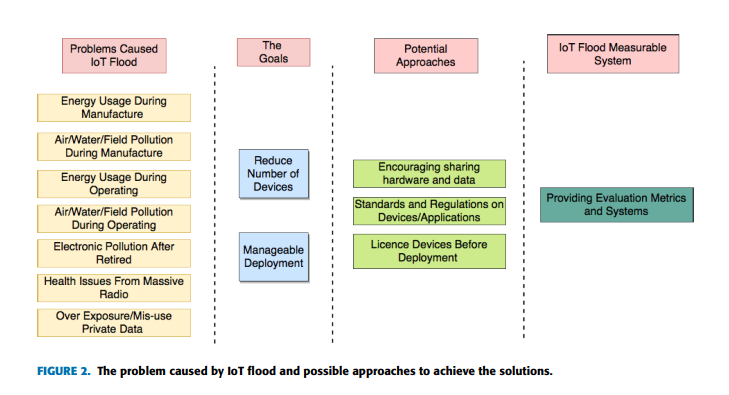 Problems Caused
IoT Flood
The
Goals
Potential
Approaches
IoT Flood Measurable
System
Energy Usage During
Manufacture
Air/Water/Field Pollution
During Manufacture
Energy Usage During
Operating
Air/Water/Field Pollution
During Operating
Electronic Pollution After
Retired
Health Issues From Massive
Radio
Over Exposure/Mis-use
Private Data
Reduce
Number of
Devices
Manageable
Deployment
Encouraging sharing
hardware and data
Standards and Regulations on
Devices/Applications
Licence Devices Before
Deployment
Providing Evaluation Metrics
and Systems
FIGURE 2. The problem caused by IoT flood and possible approaches to achieve the solutions.